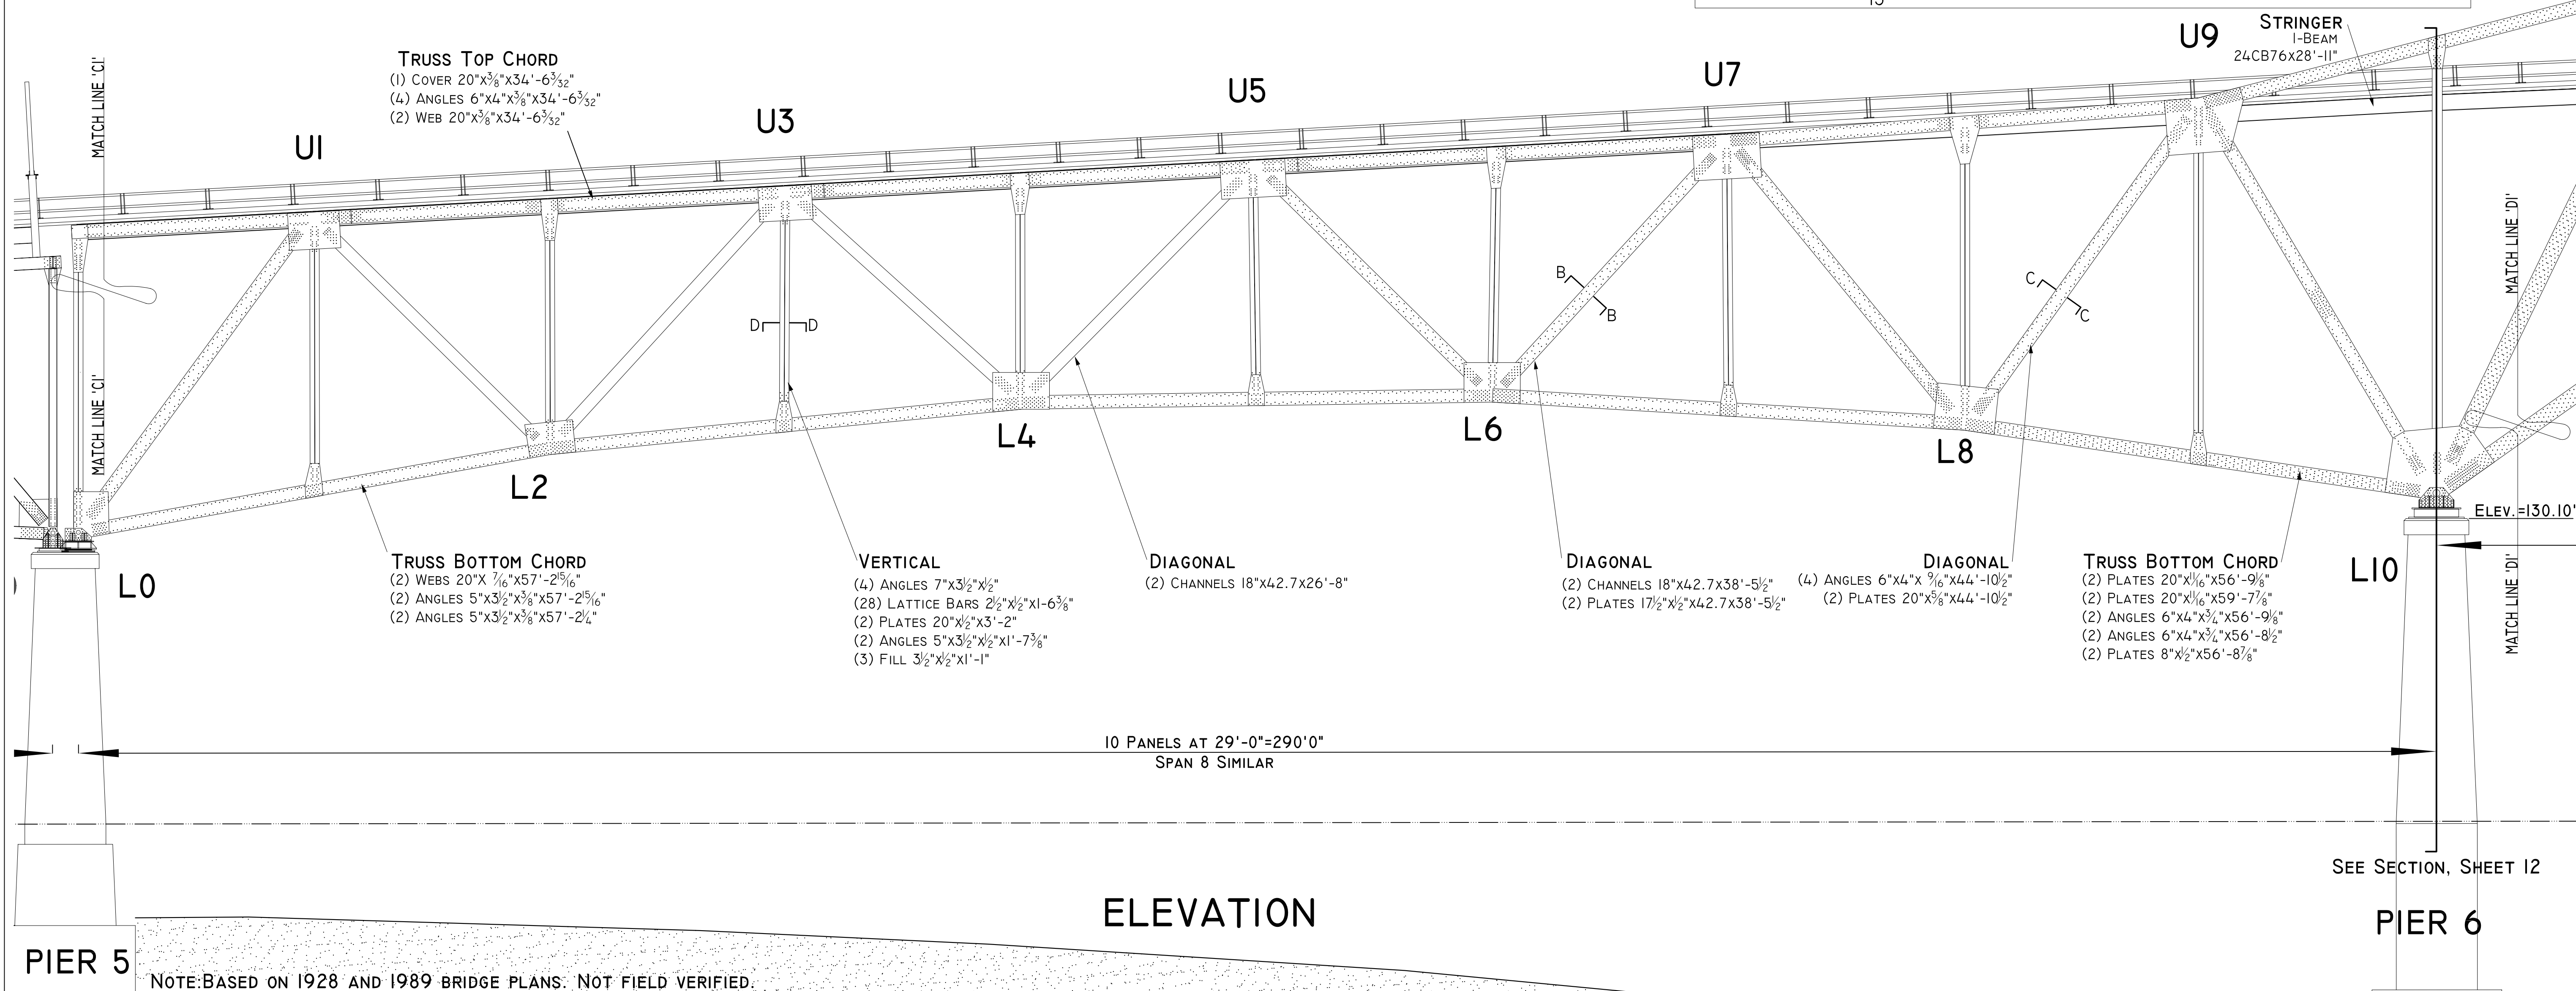 15
STRINGER
I-BEAM
24CB76x28'-11"
U9
U7
U5
U3
U1
TRUSS TOP CHORD
(1) COVER 20"x3/8"x34'-6 3/32"
(4) ANGLES 6"x4"x3/8"x34'-6 3/32"
(2) WEB 20"x3/8"x34'-6 3/32"
MATCH LINE 'C1'
MATCH LINE 'C1'
MATCH LINE 'D1'
MATCH LINE 'D1'
D D
B
B
C
C
L0
L2
L4
L6
L8
L10
ELEV.=130.10'
TRUSS BOTTOM CHORD
(2) WEBS 20"X 7/16"x57'-2 15/16"
(2) ANGLES 5"x3 1/2"x3/8"x57'-2 15/16"
(2) ANGLES 5"x3 1/2"x3/8"x57'-2 1/4"
VERTICAL
(4) ANGLES 7"x3 1/2"x1/2"
(28) LATTICE BARS 2 1/2"x1/2"x1-6 3/8"
(2) PLATES 20"x1/2"x3'-2"
(2) ANGLES 5"x3 1/2"x1/2"x1'-7 3/8"
(3) FILL 3 1/2"x1/2"x1'-1"
DIAGONAL
(2) CHANNELS 18"x42.7x26'-8"
DIAGONAL
(2) CHANNELS 18"x42.7x38'-5 1/2"
(2) PLATES 17 1/2"x1/2"x42.7x38'-5 1/2"
DIAGONAL
(4) ANGLES 6"x4"x 9/16"x44'-10 1/2"
(2) PLATES 20"x5/8"x44'-10 1/2"
TRUSS BOTTOM CHORD
(2) PLATES 20"x11/16"x56'-9 1/8"
(2) PLATES 20"x11/16"x59'-7 7/8"
(2) ANGLES 6"x4"x3/4"x56'-9 1/8"
(2) ANGLES 6"x4"x3/4"x56'-8 1/2"
(2) PLATES 8"x1/2"x56'-8 7/8"
10 PANELS AT 29'-0"=290'0"
SPAN 8 SIMILAR
SEE SECTION, SHEET 12
ELEVATION
PIER 5
PIER 6
NOTE:BASED ON 1928 AND 1989 BRIDGE PLANS. NOT FIELD VERIFIED.